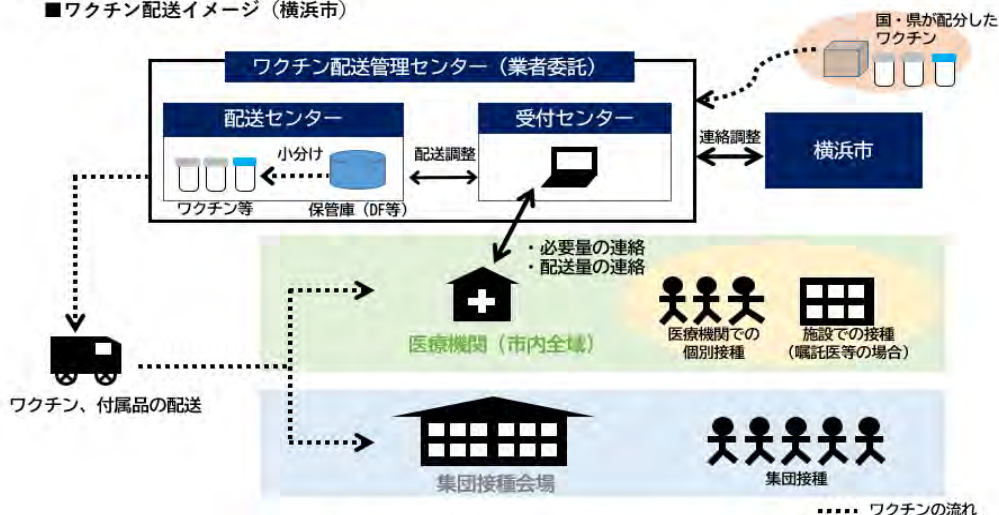 ■ワクチン配送イメージ（横浜市）
国・県が配分した
ワクチン
ワクチン配送管理センター（業者委託）
配送センター
受付センター
小分け
配送調整
連絡調整
横浜市
ワクチン等
保管庫（DF等）
・必要量の連絡
・配送量の連絡
医療機関（市内全域）
医療機関での
個別接種
施設での接種
（嘱託医等の場合）
ワクチン、付属品の配送
集団接種会場
集団接種
ワクチンの流れ